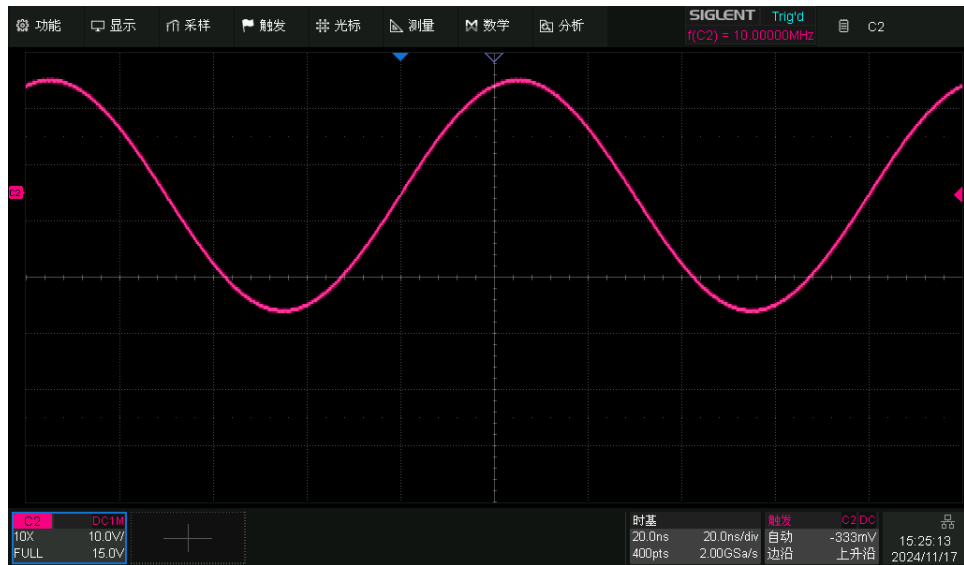 功能 显示 采样 触发 光标 测量 数学 分析 SIGLENT Trig'd C2
f(C2) = 10.00000MHz
C2
C2 DC1M
10X 10.0V/
FULL 15.0V
时基
20.0ns 20.0ns/div
400pts 2.00GSa/s
触发 C2 DC
自动 -333mV
边沿 上升沿
15:25:13
2024/11/17